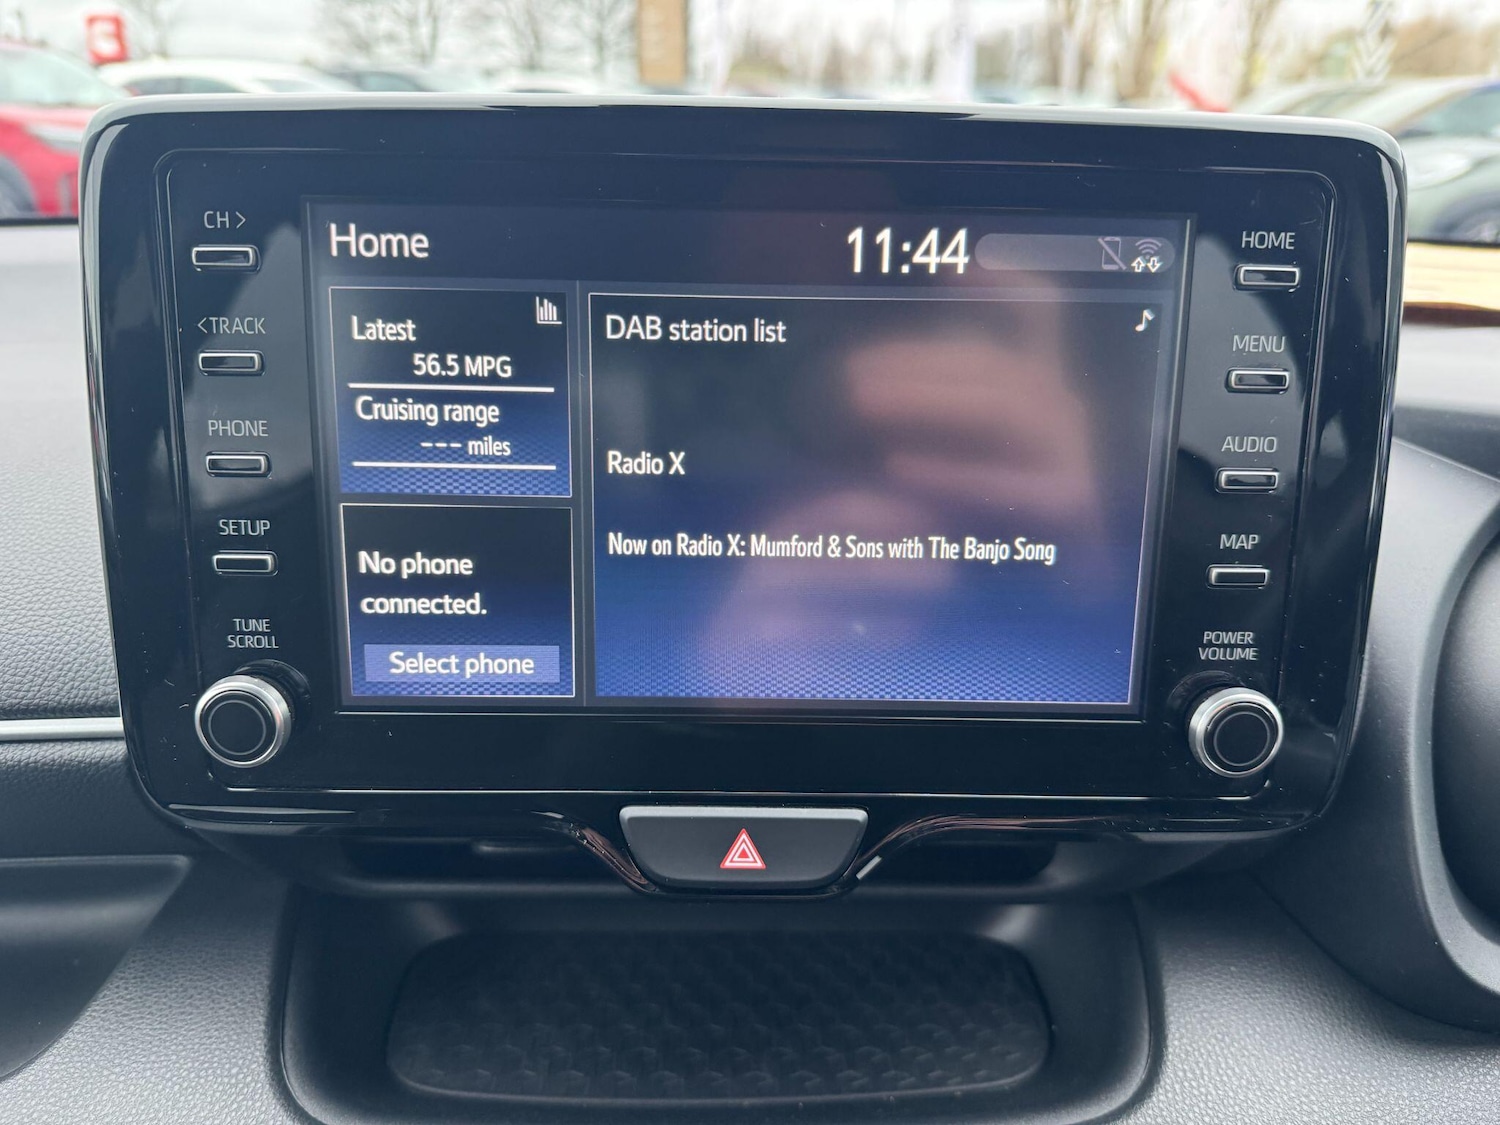 CH >
<TRACK
PHONE
SETUP
TUNE
SCROLL
Home
11:44
Latest
56.5 MPG
Cruising range
--- miles
No phone
connected.
Select phone
DAB station list
Radio X
Now on Radio X: Mumford & Sons with The Banjo Song
HOME
MENU
AUDIO
MAP
POWER
VOLUME